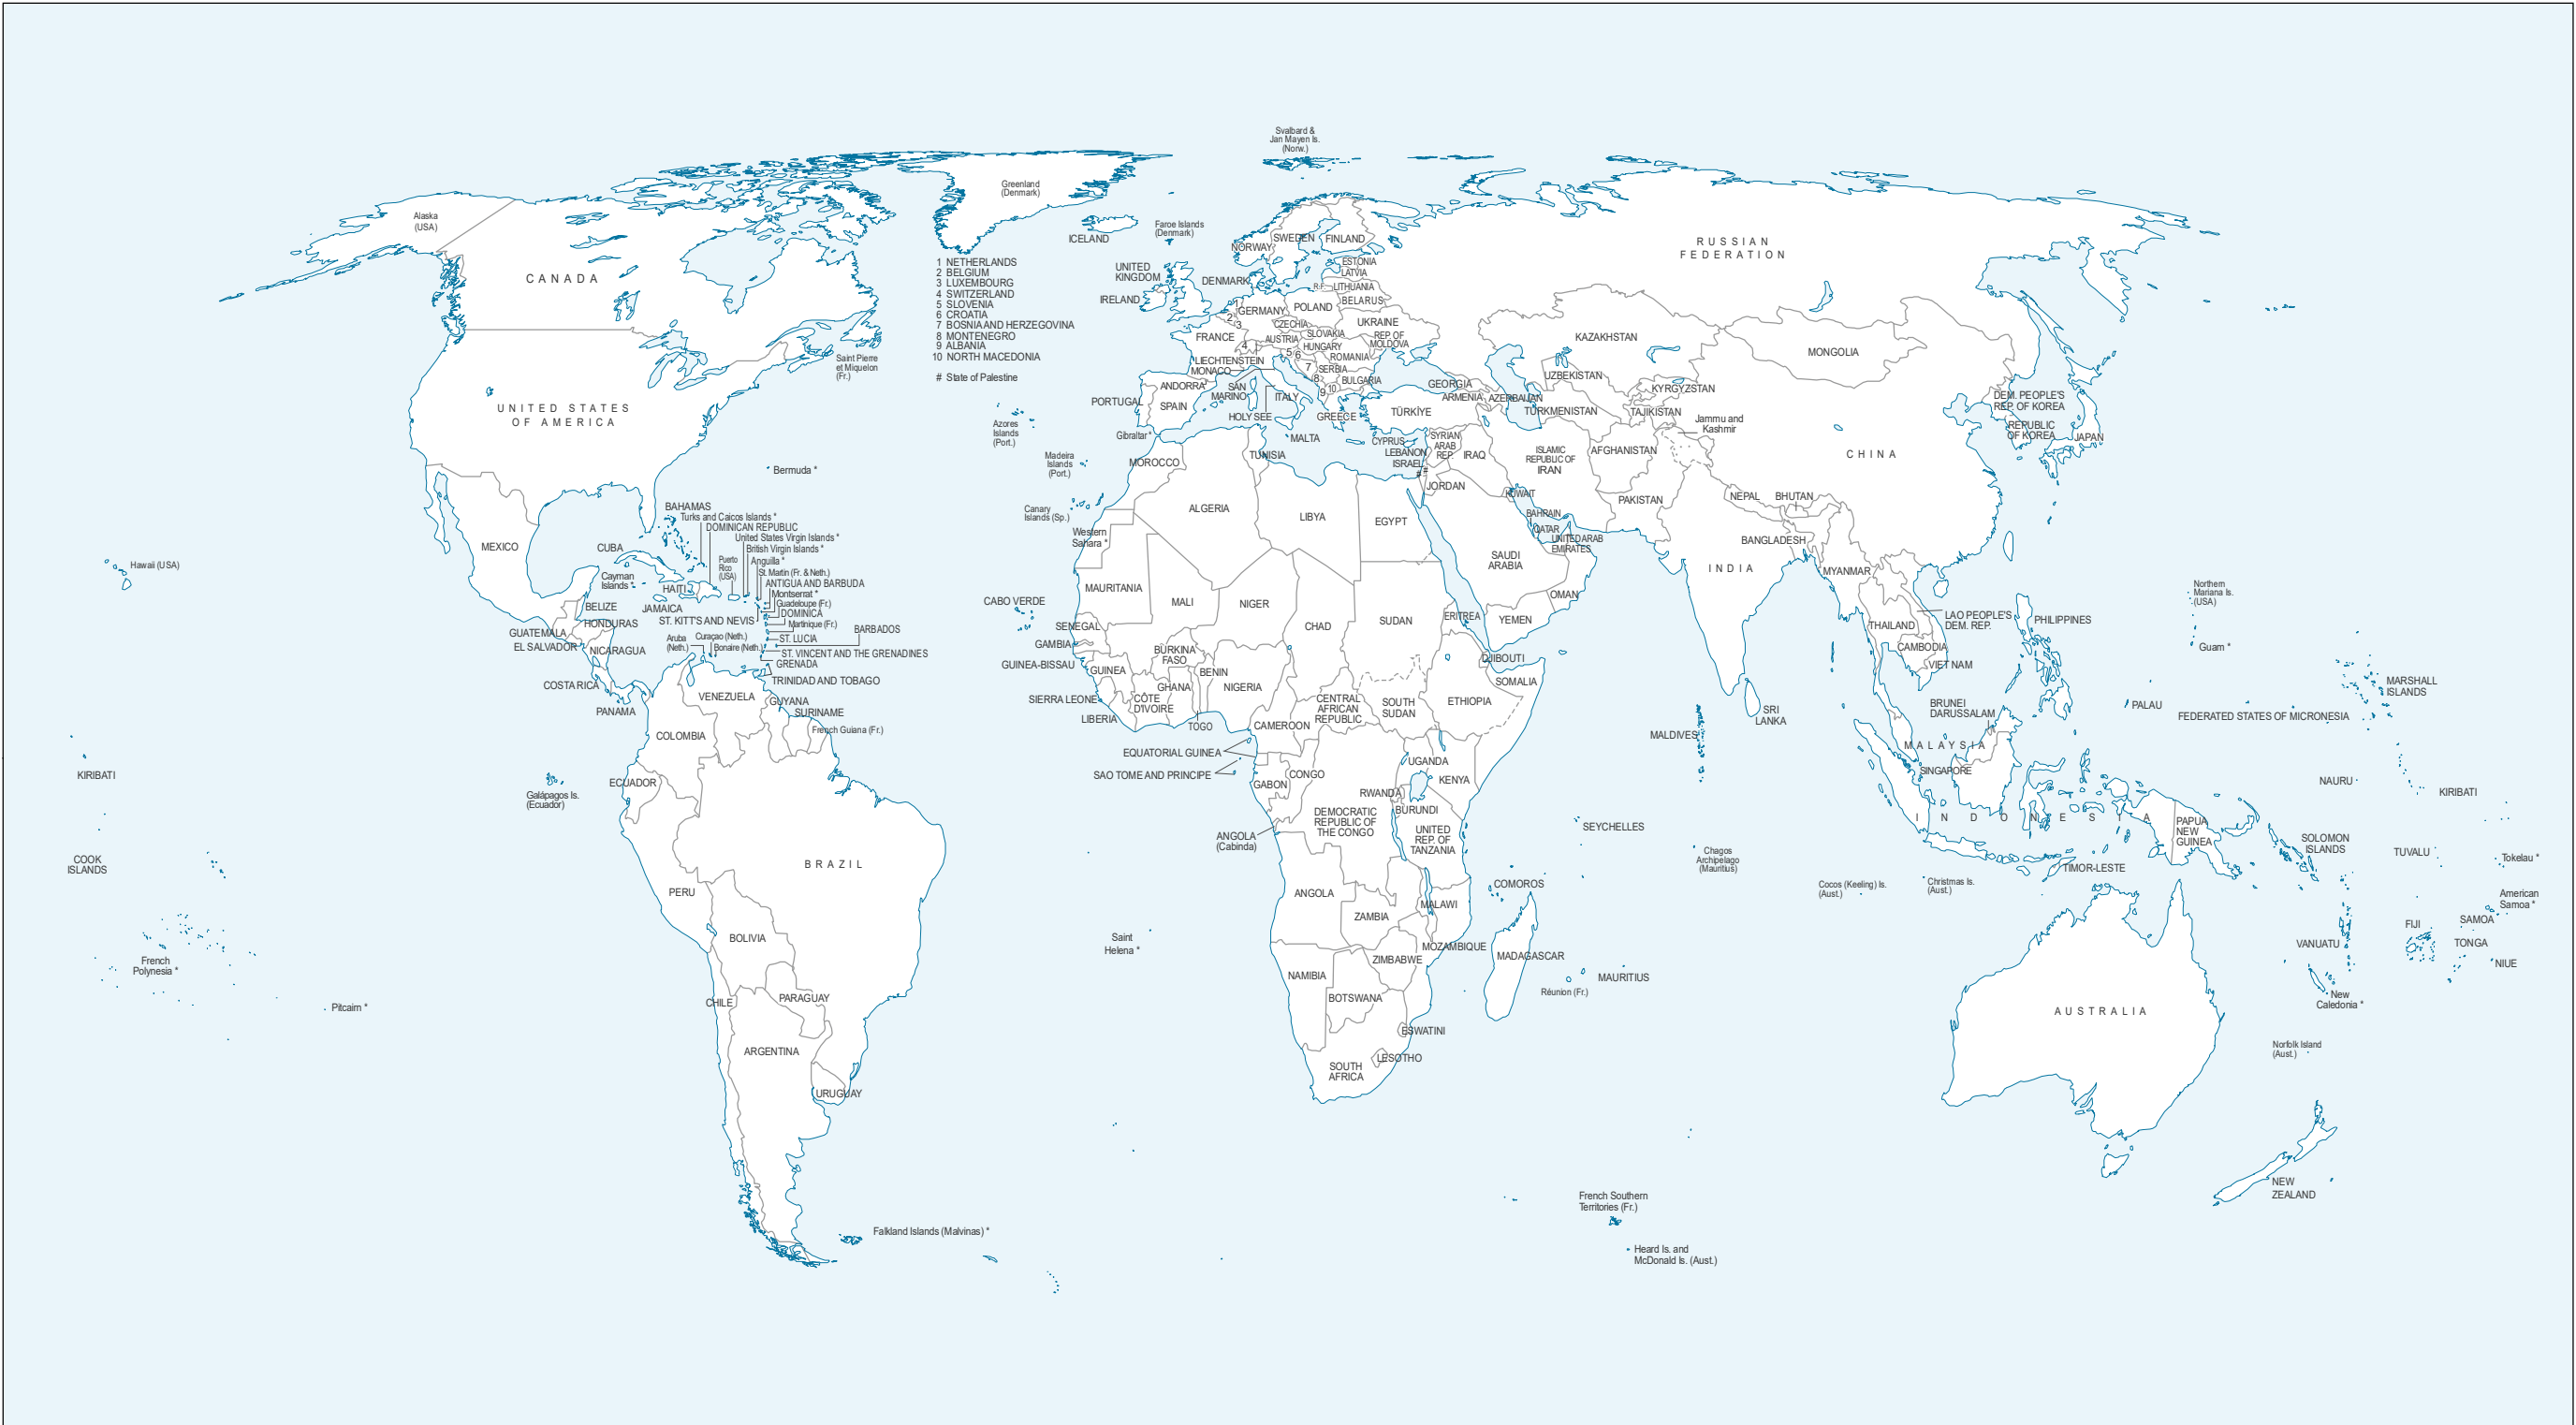 Svalbard &
Jan Mayen Is.
(Norw.)
Greenland
(Denmark)
Alaska
(USA)
ICELAND
Faroe Islands
(Denmark)
NORWAY
SWEDEN
FINLAND
RUSSIAN
FEDERATION
CANADA
1 NETHERLANDS
2 BELGIUM
3 LUXEMBOURG
4 SWITZERLAND
5 SLOVENIA
6 CROATIA
7 BOSNIA AND HERZEGOVINA
8 MONTENEGRO
9 ALBANIA
10 NORTH MACEDONIA
# State of Palestine
UNITED
KINGDOM
IRELAND
DENMARK
ESTONIA
LATVIA
LITHUANIA
R.F.
BELARUS
POLAND
GERMANY
1
2
3
CZECHIA
SLOVAKIA
UKRAINE
REP. OF
MOLDOVA
FRANCE
4
AUSTRIA
HUNGARY
5
6
ROMANIA
LIECHTENSTEIN
MONACO
7
SERBIA
8
BULGARIA
9
10
ANDORRA
SAN
MARINO
ITALY
HOLY SEE
PORTUGAL
SPAIN
GREECE
Gibraltar *
MALTA
Saint Pierre
et Miquelon
(Fr.)
KAZAKHSTAN
MONGOLIA
UZBEKISTAN
KYRGYZSTAN
GEORGIA
ARMENIA
AZERBAIJAN
TÜRKİYE
TURKMENISTAN
TAJIKISTAN
Jammu and
Kashmir
DEM. PEOPLE'S
REP. OF KOREA
REPUBLIC
OF KOREA
JAPAN
CHINA
UNITED STATES
OF AMERICA
Azores
Islands
(Port.)
Madeira
Islands
(Port.)
Bermuda *
Canary
Islands (Sp.)
CYPRUS
LEBANON
ISRAEL
#
#
SYRIAN
ARAB
REP.
IRAQ
JORDAN
ISLAMIC
REPUBLIC OF
IRAN
AFGHANISTAN
KUWAIT
PAKISTAN
BAHRAIN
QATAR
UNITED ARAB
EMIRATES
NEPAL
BHUTAN
BANGLADESH
INDIA
MYANMAR
SAUDI
ARABIA
OMAN
YEMEN
MOROCCO
TUNISIA
ALGERIA
LIBYA
EGYPT
Western
Sahara *
MAURITANIA
MALI
NIGER
CHAD
SUDAN
ERITREA
DJIBOUTI
SOMALIA
ETHIOPIA
SOUTH
SUDAN
CENTRAL
AFRICAN
REPUBLIC
CABO VERDE
SENEGAL
GAMBIA
GUINEA-BISSAU
GUINEA
SIERRA LEONE
LIBERIA
BURKINA
FASO
CÔTE
D'IVOIRE
GHANA
BENIN
TOGO
NIGERIA
CAMEROON
EQUATORIAL GUINEA
SAO TOME AND PRINCIPE
GABON
CONGO
UGANDA
KENYA
RWANDA
BURUNDI
DEMOCRATIC
REPUBLIC OF
THE CONGO
UNITED
REP. OF
TANZANIA
ANGOLA
(Cabinda)
ANGOLA
ZAMBIA
MALAWI
MOZAMBIQUE
ZIMBABWE
NAMIBIA
BOTSWANA
ESWATINI
LESOTHO
SOUTH
AFRICA
COMOROS
MADAGASCAR
SEYCHELLES
MAURITIUS
Réunion (Fr.)
Chagos
Archipelago
(Mauritius)
Saint
Helena *
MEXICO
Hawaii (USA)
BAHAMAS
Turks and Caicos Islands *
DOMINICAN REPUBLIC
United States Virgin Islands *
British Virgin Islands *
Anguilla *
St. Martin (Fr. & Neth.)
ANTIGUA AND BARBUDA
Montserrat *
Guadeloupe (Fr.)
DOMINICA
Martinique (Fr.)
ST. LUCIA
BARBADOS
ST. VINCENT AND THE GRENADINES
GRENADA
TRINIDAD AND TOBAGO
CUBA
Cayman
Islands *
Puerto
Rico
(USA)
HAITI
JAMAICA
ST. KITT'S AND NEVIS
Aruba
(Neth.)
Curaçao (Neth.)
Bonaire (Neth.)
BELIZE
HONDURAS
GUATEMALA
EL SALVADOR
NICARAGUA
COSTA RICA
PANAMA
VENEZUELA
GUYANA
SURINAME
French Guiana (Fr.)
COLOMBIA
ECUADOR
Galápagos Is.
(Ecuador)
PERU
BRAZIL
BOLIVIA
PARAGUAY
CHILE
ARGENTINA
URUGUAY
Falkland Islands (Malvinas) *
KIRIBATI
COOK
ISLANDS
French
Polynesia *
Pitcairn *
LAO PEOPLE'S
DEM. REP.
THAILAND
CAMBODIA
VIET NAM
PHILIPPINES
SRI
LANKA
MALDIVES
BRUNEI
DARUSSALAM
MALAYSIA
SINGAPORE
INDONESIA
PALAU
Northern
Mariana Is.
(USA)
Guam *
MARSHALL
ISLANDS
FEDERATED STATES OF MICRONESIA
NAURU
KIRIBATI
PAPUA
NEW
GUINEA
SOLOMON
ISLANDS
TUVALU
Tokelau *
TIMOR-LESTE
Cocos (Keeling) Is.
(Aust.)
Christmas Is.
(Aust.)
American
Samoa *
SAMOA
FIJI
VANUATU
TONGA
NIUE
New
Caledonia *
AUSTRALIA
Norfolk Island
(Aust.)
NEW
ZEALAND
French Southern
Territories (Fr.)
Heard Is. and
McDonald Is. (Aust.)